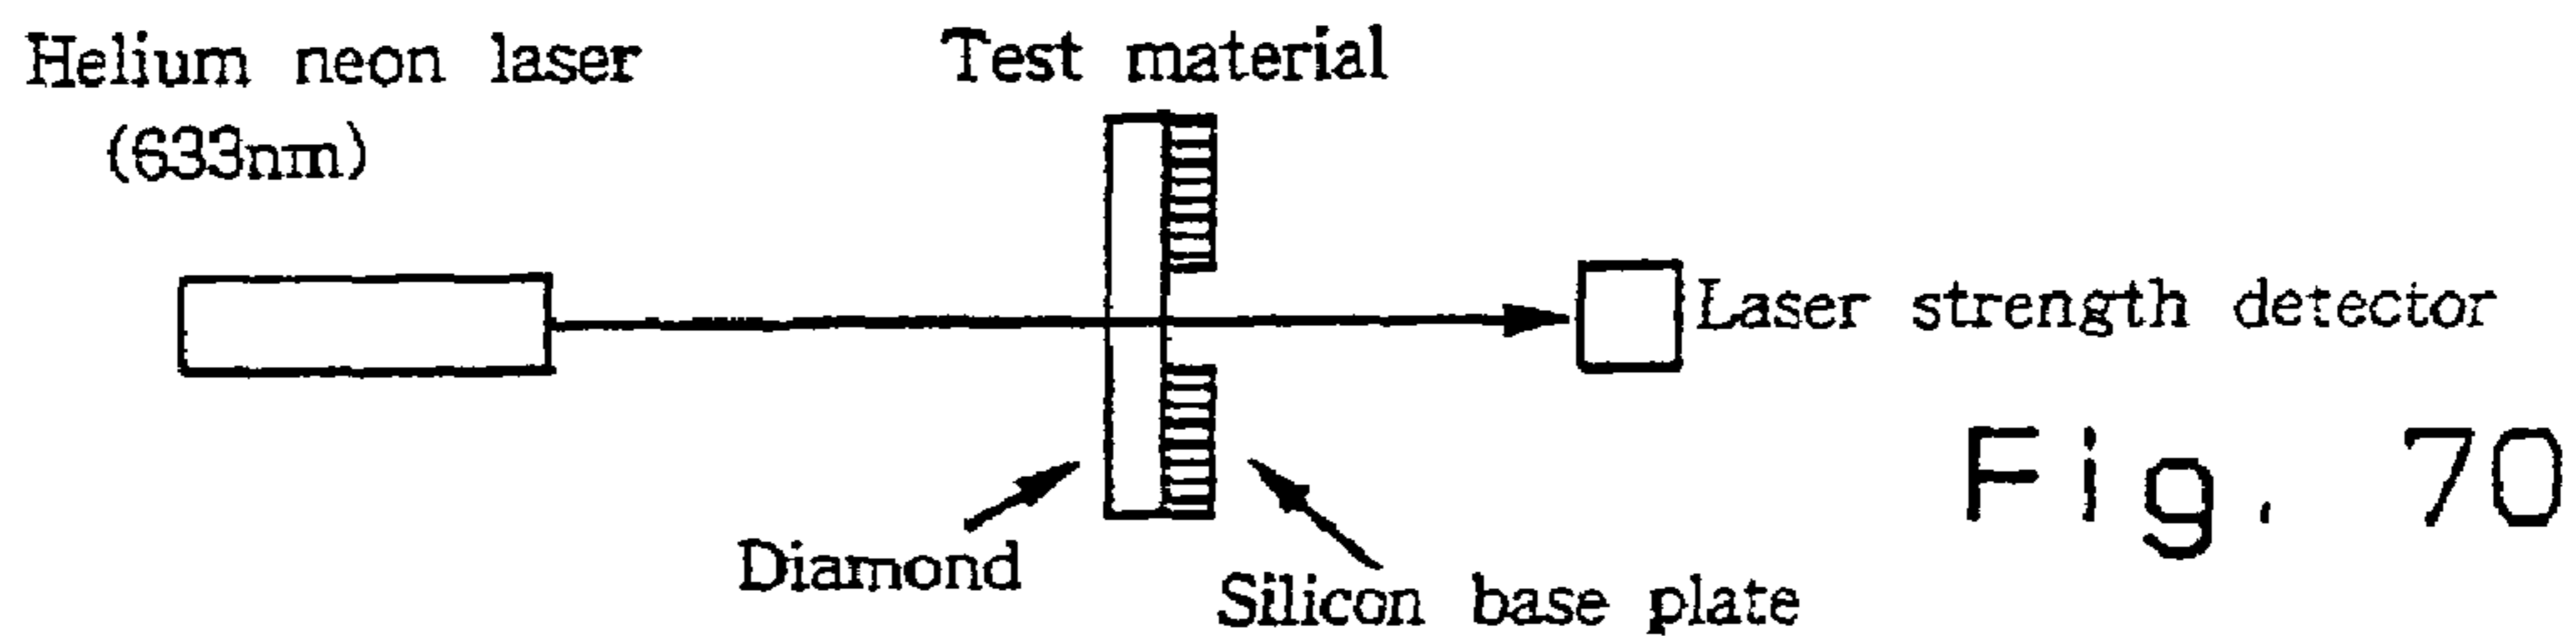 Helium neon laser
(633nm)
Test material
Laser strength detector
Diamond
Silicon base plate
Fig. 70